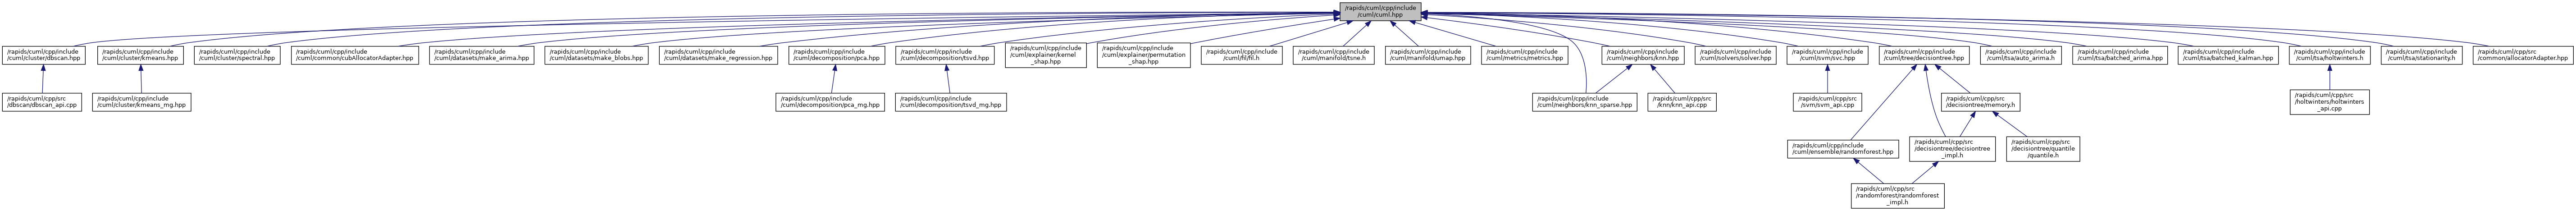 /rapids/cuml/cpp/include
/cuml/cuml.hpp
/rapids/cuml/cpp/include
/cuml/cluster/dbscan.hpp
/rapids/cuml/cpp/include
/cuml/cluster/kmeans.hpp
/rapids/cuml/cpp/include
/cuml/cluster/spectral.hpp
/rapids/cuml/cpp/include
/cuml/common/cubAllocatorAdapter.hpp
/rapids/cuml/cpp/include
/cuml/datasets/make_arima.hpp
/rapids/cuml/cpp/include
/cuml/datasets/make_blobs.hpp
/rapids/cuml/cpp/include
/cuml/datasets/make_regression.hpp
/rapids/cuml/cpp/include
/cuml/decomposition/pca.hpp
/rapids/cuml/cpp/include
/cuml/decomposition/tsvd.hpp
/rapids/cuml/cpp/include
/cuml/explainer/kernel
_shap.hpp
/rapids/cuml/cpp/include
/cuml/explainer/permutation
_shap.hpp
/rapids/cuml/cpp/include
/cuml/fil/fil.h
/rapids/cuml/cpp/include
/cuml/manifold/tsne.h
/rapids/cuml/cpp/include
/cuml/manifold/umap.hpp
/rapids/cuml/cpp/include
/cuml/metrics/metrics.hpp
/rapids/cuml/cpp/include
/cuml/neighbors/knn.hpp
/rapids/cuml/cpp/include
/cuml/solvers/solver.hpp
/rapids/cuml/cpp/include
/cuml/svm/svc.hpp
/rapids/cuml/cpp/include
/cuml/tree/decisiontree.hpp
/rapids/cuml/cpp/include
/cuml/tsa/auto_arima.h
/rapids/cuml/cpp/include
/cuml/tsa/batched_arima.hpp
/rapids/cuml/cpp/include
/cuml/tsa/batched_kalman.hpp
/rapids/cuml/cpp/include
/cuml/tsa/holtwinters.h
/rapids/cuml/cpp/include
/cuml/tsa/stationarity.h
/rapids/cuml/cpp/src
_common/allocatorAdapter.hpp
/rapids/cuml/cpp/src
/dbscan/dbscan_api.cpp
/rapids/cuml/cpp/include
/cuml/cluster/kmeans_mg.hpp
/rapids/cuml/cpp/include
/cuml/decomposition/pca_mg.hpp
/rapids/cuml/cpp/include
/cuml/decomposition/tsvd_mg.hpp
/rapids/cuml/cpp/include
/cuml/neighbors/knn_sparse.hpp
/rapids/cuml/cpp/src
/knn/knn_api.cpp
/rapids/cuml/cpp/src
/svm/svm_api.cpp
/rapids/cuml/cpp/src
/decisiontree/memory.h
/rapids/cuml/cpp/src
/holtwinters/holtwinters
_api.cpp
/rapids/cuml/cpp/include
/cuml/ensemble/randomforest.hpp
/rapids/cuml/cpp/src
/decisiontree/decisiontree
_impl.h
/rapids/cuml/cpp/src
/decisiontree/quantile
/quantile.h
/rapids/cuml/cpp/src
/randomforest/randomforest
_impl.h